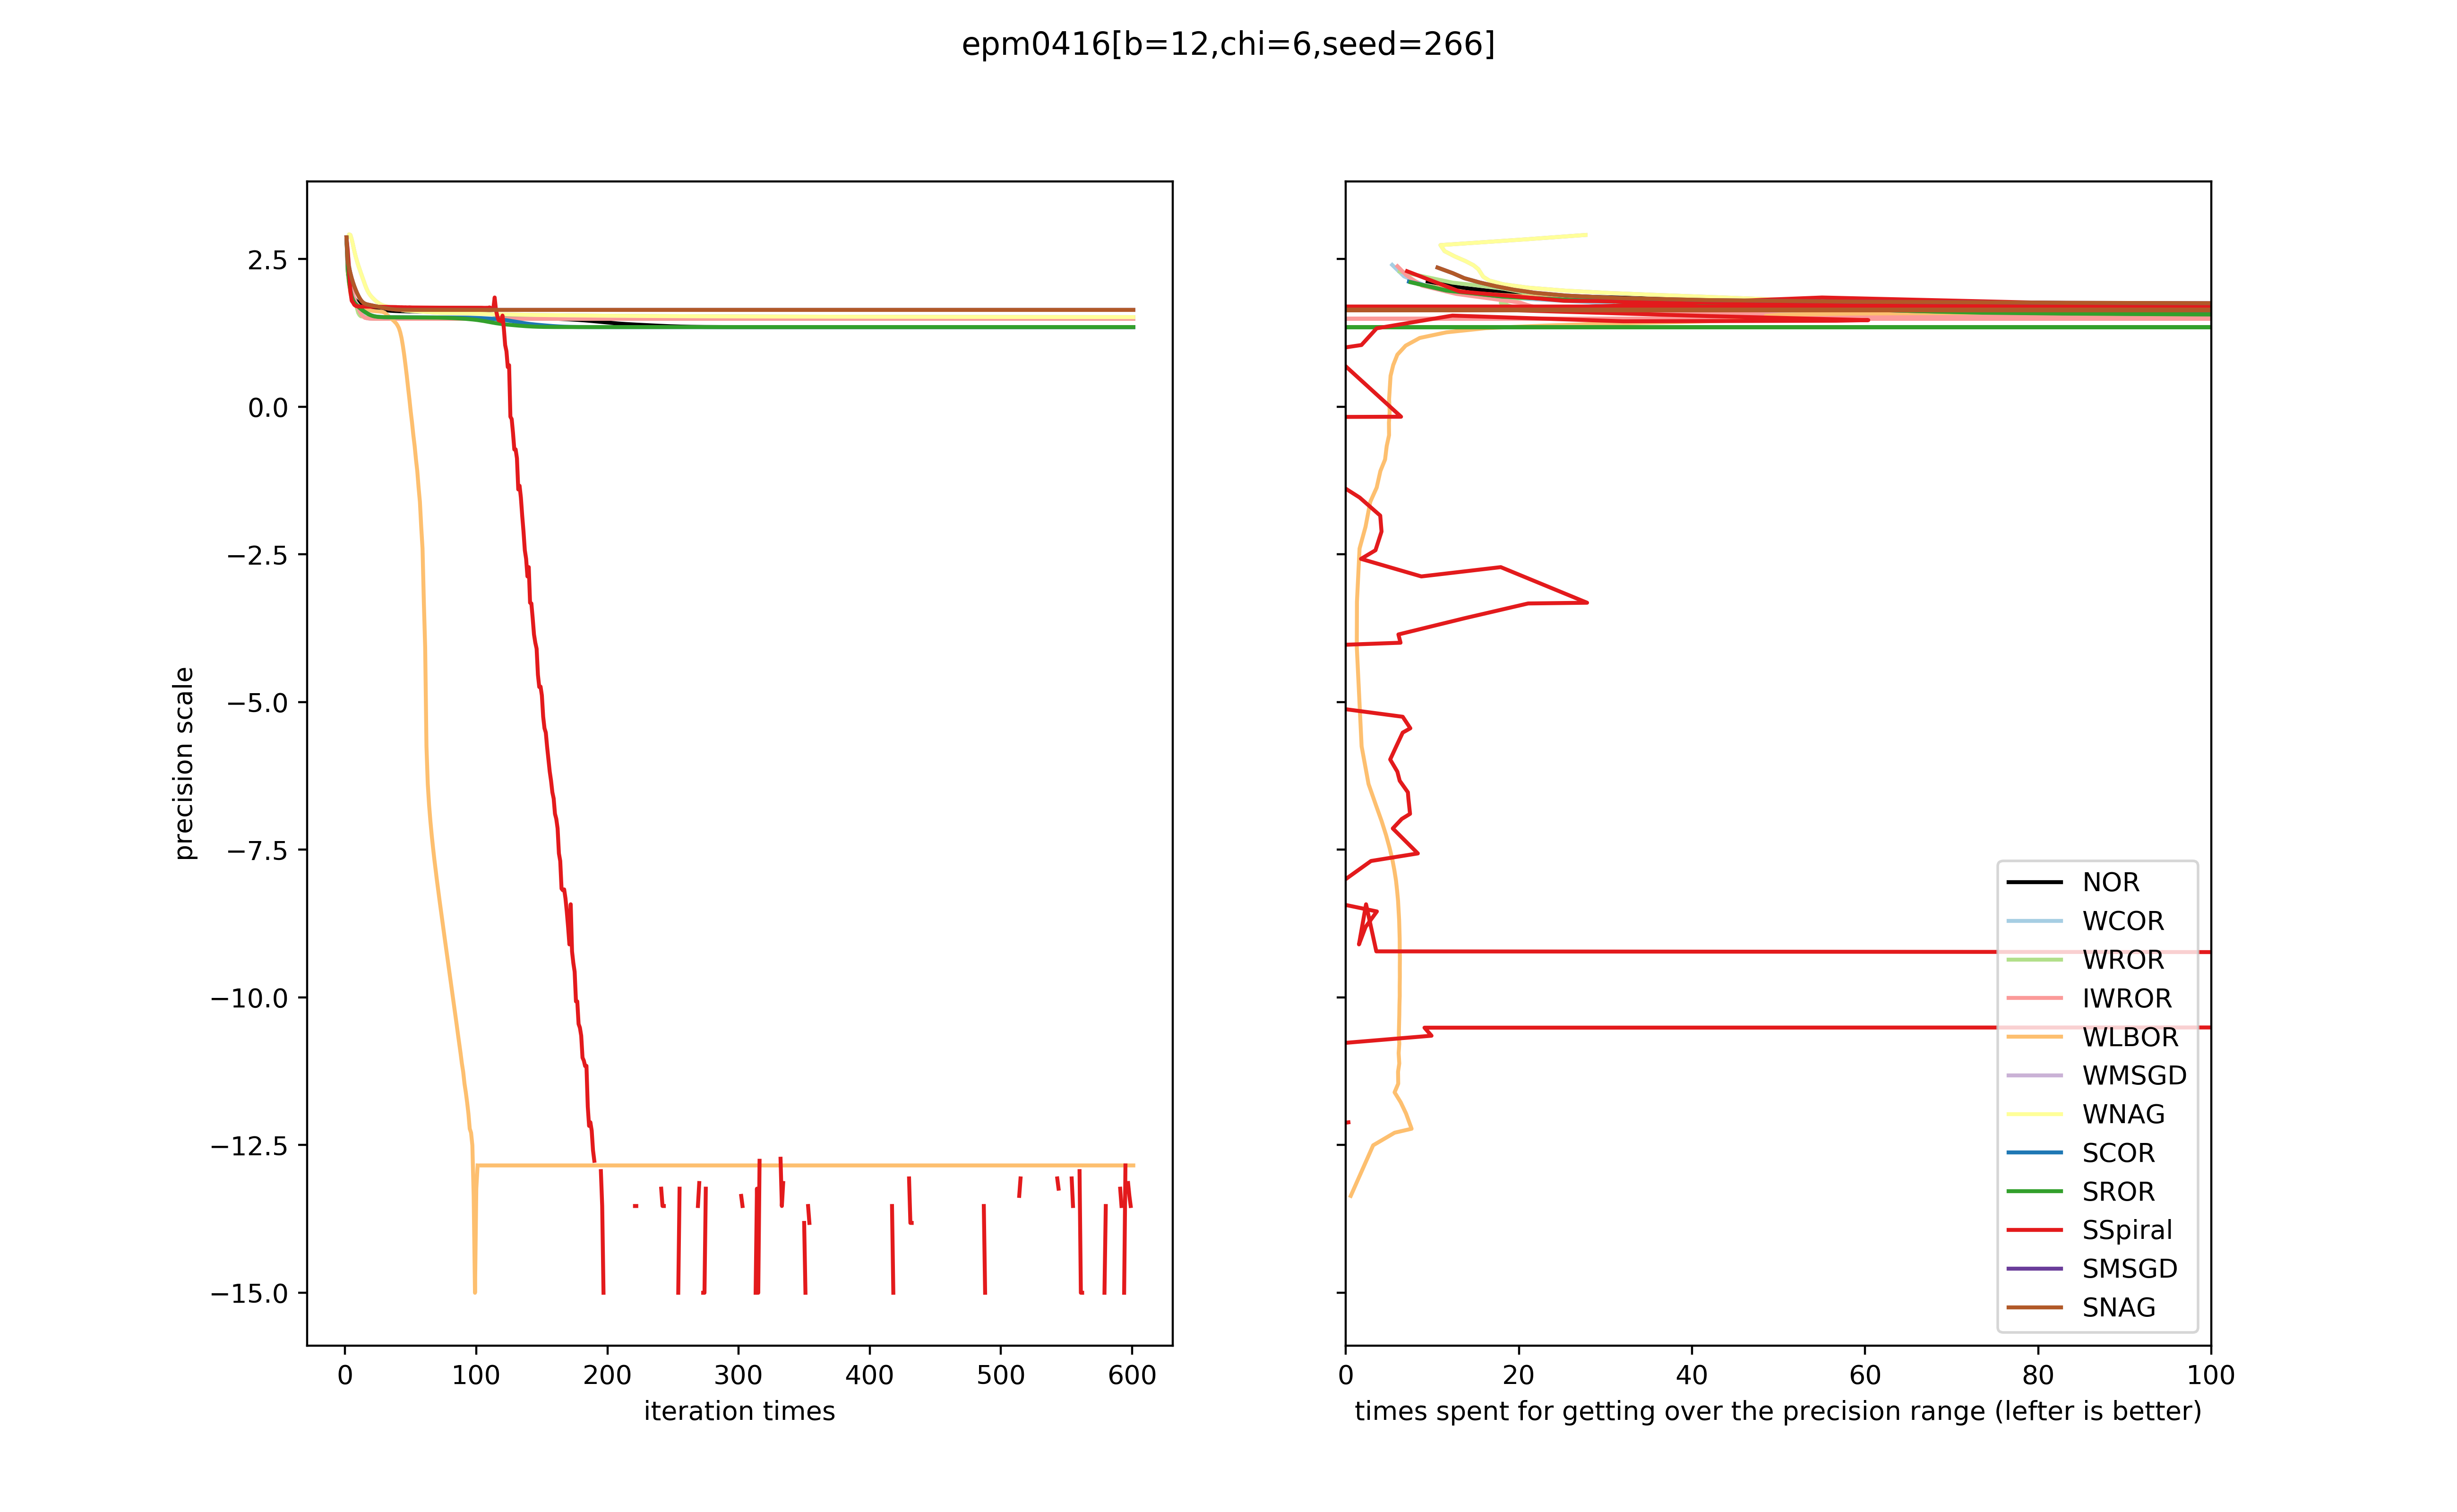 epm0416[b=12,chi=6,seed=266]
precision scale
2.5
0.0
−2.5
−5.0
−7.5
−10.0
−12.5
−15.0
0 100 200 300 400 500 600
iteration times
0 20 40 60 80 100
times spent for getting over the precision range (lefter is better)
NOR
WCOR
WROR
IWROR
WLBOR
WMSGD
WNAG
SCOR
SROR
SSpiral
SMSGD
SNAG